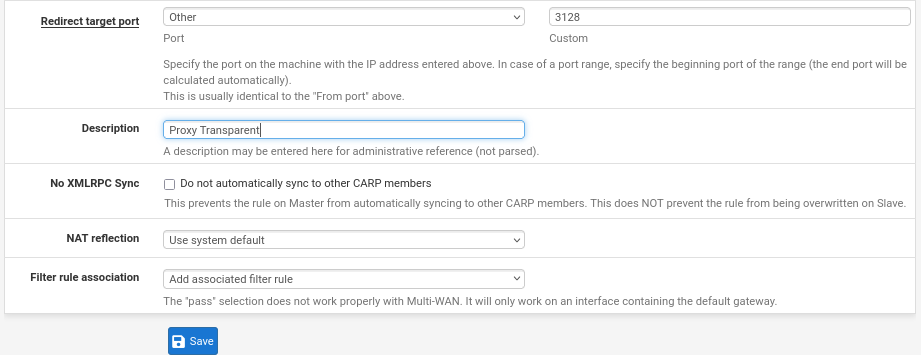 Redirect target port
Other
3128
Port
Custom
Specify the port on the machine with the IP address entered above. In case of a port range, specify the beginning port of the range (the end port will be
calculated automatically).
This is usually identical to the "From port" above.
Description
Proxy Transparent
A description may be entered here for administrative reference (not parsed).
No XMLRPC Sync
Do not automatically sync to other CARP members
This prevents the rule on Master from automatically syncing to other CARP members. This does NOT prevent the rule from being overwritten on Slave.
NAT reflection
Use system default
Filter rule association
Add associated filter rule
The "pass" selection does not work properly with Multi-WAN. It will only work on an interface containing the default gateway.
Save